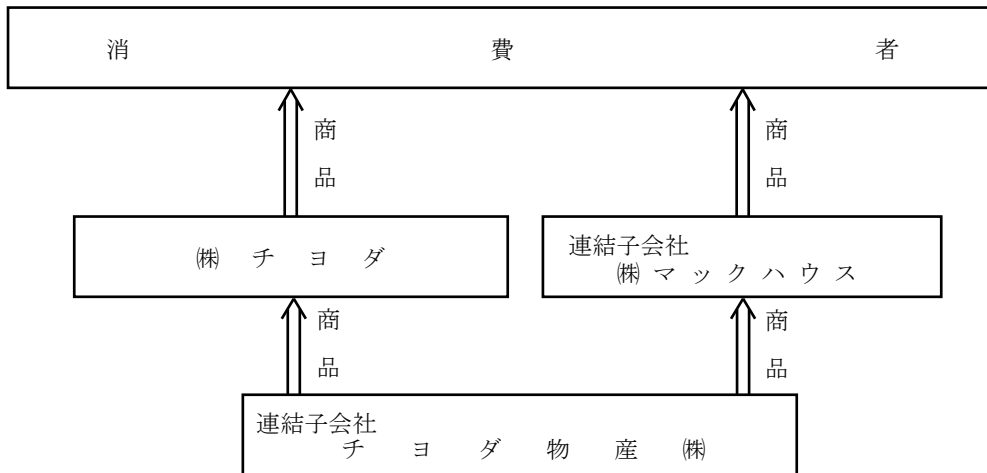 消費者
商品
商品
㈱チヨダ
連結子会社
㈱マックハウス
商品
商品
連結子会社
チヨダ物産㈱